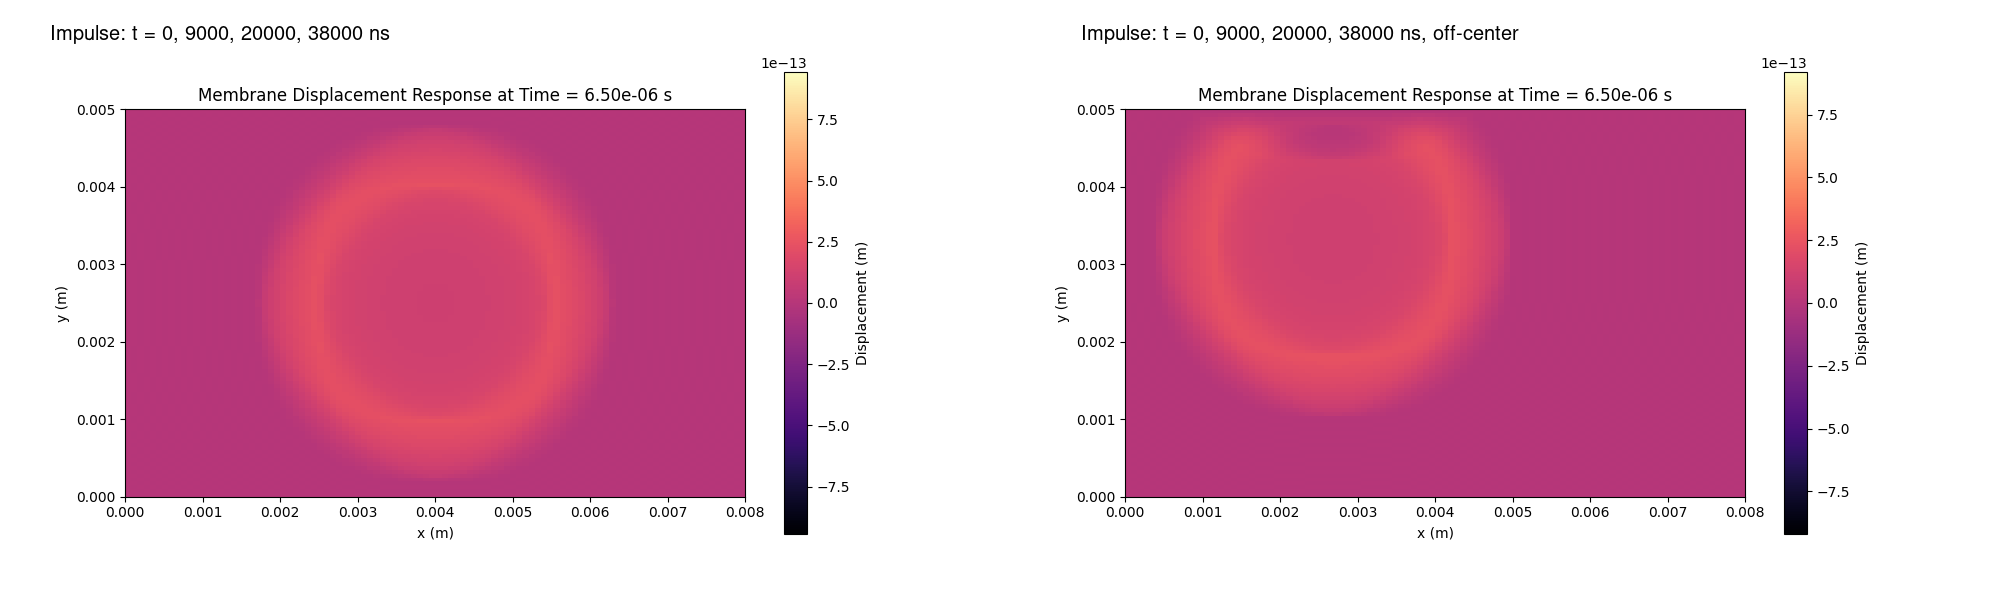 Impulse: t = 0, 9000, 20000, 38000 ns
1e−13
Membrane Displacement Response at Time = 6.50e-06 s
0.005
0.004
0.003
0.002
0.001
0.000
y (m)
0.000 0.001 0.002 0.003 0.004 0.005 0.006 0.007 0.008
x (m)
7.5
5.0
2.5
0.0
−2.5
−5.0
−7.5
Displacement (m)
Impulse: t = 0, 9000, 20000, 38000 ns, off-center
1e−13
Membrane Displacement Response at Time = 6.50e-06 s
0.005
0.004
0.003
0.002
0.001
0.000
y (m)
0.000 0.001 0.002 0.003 0.004 0.005 0.006 0.007 0.008
x (m)
7.5
5.0
2.5
0.0
−2.5
−5.0
−7.5
Displacement (m)